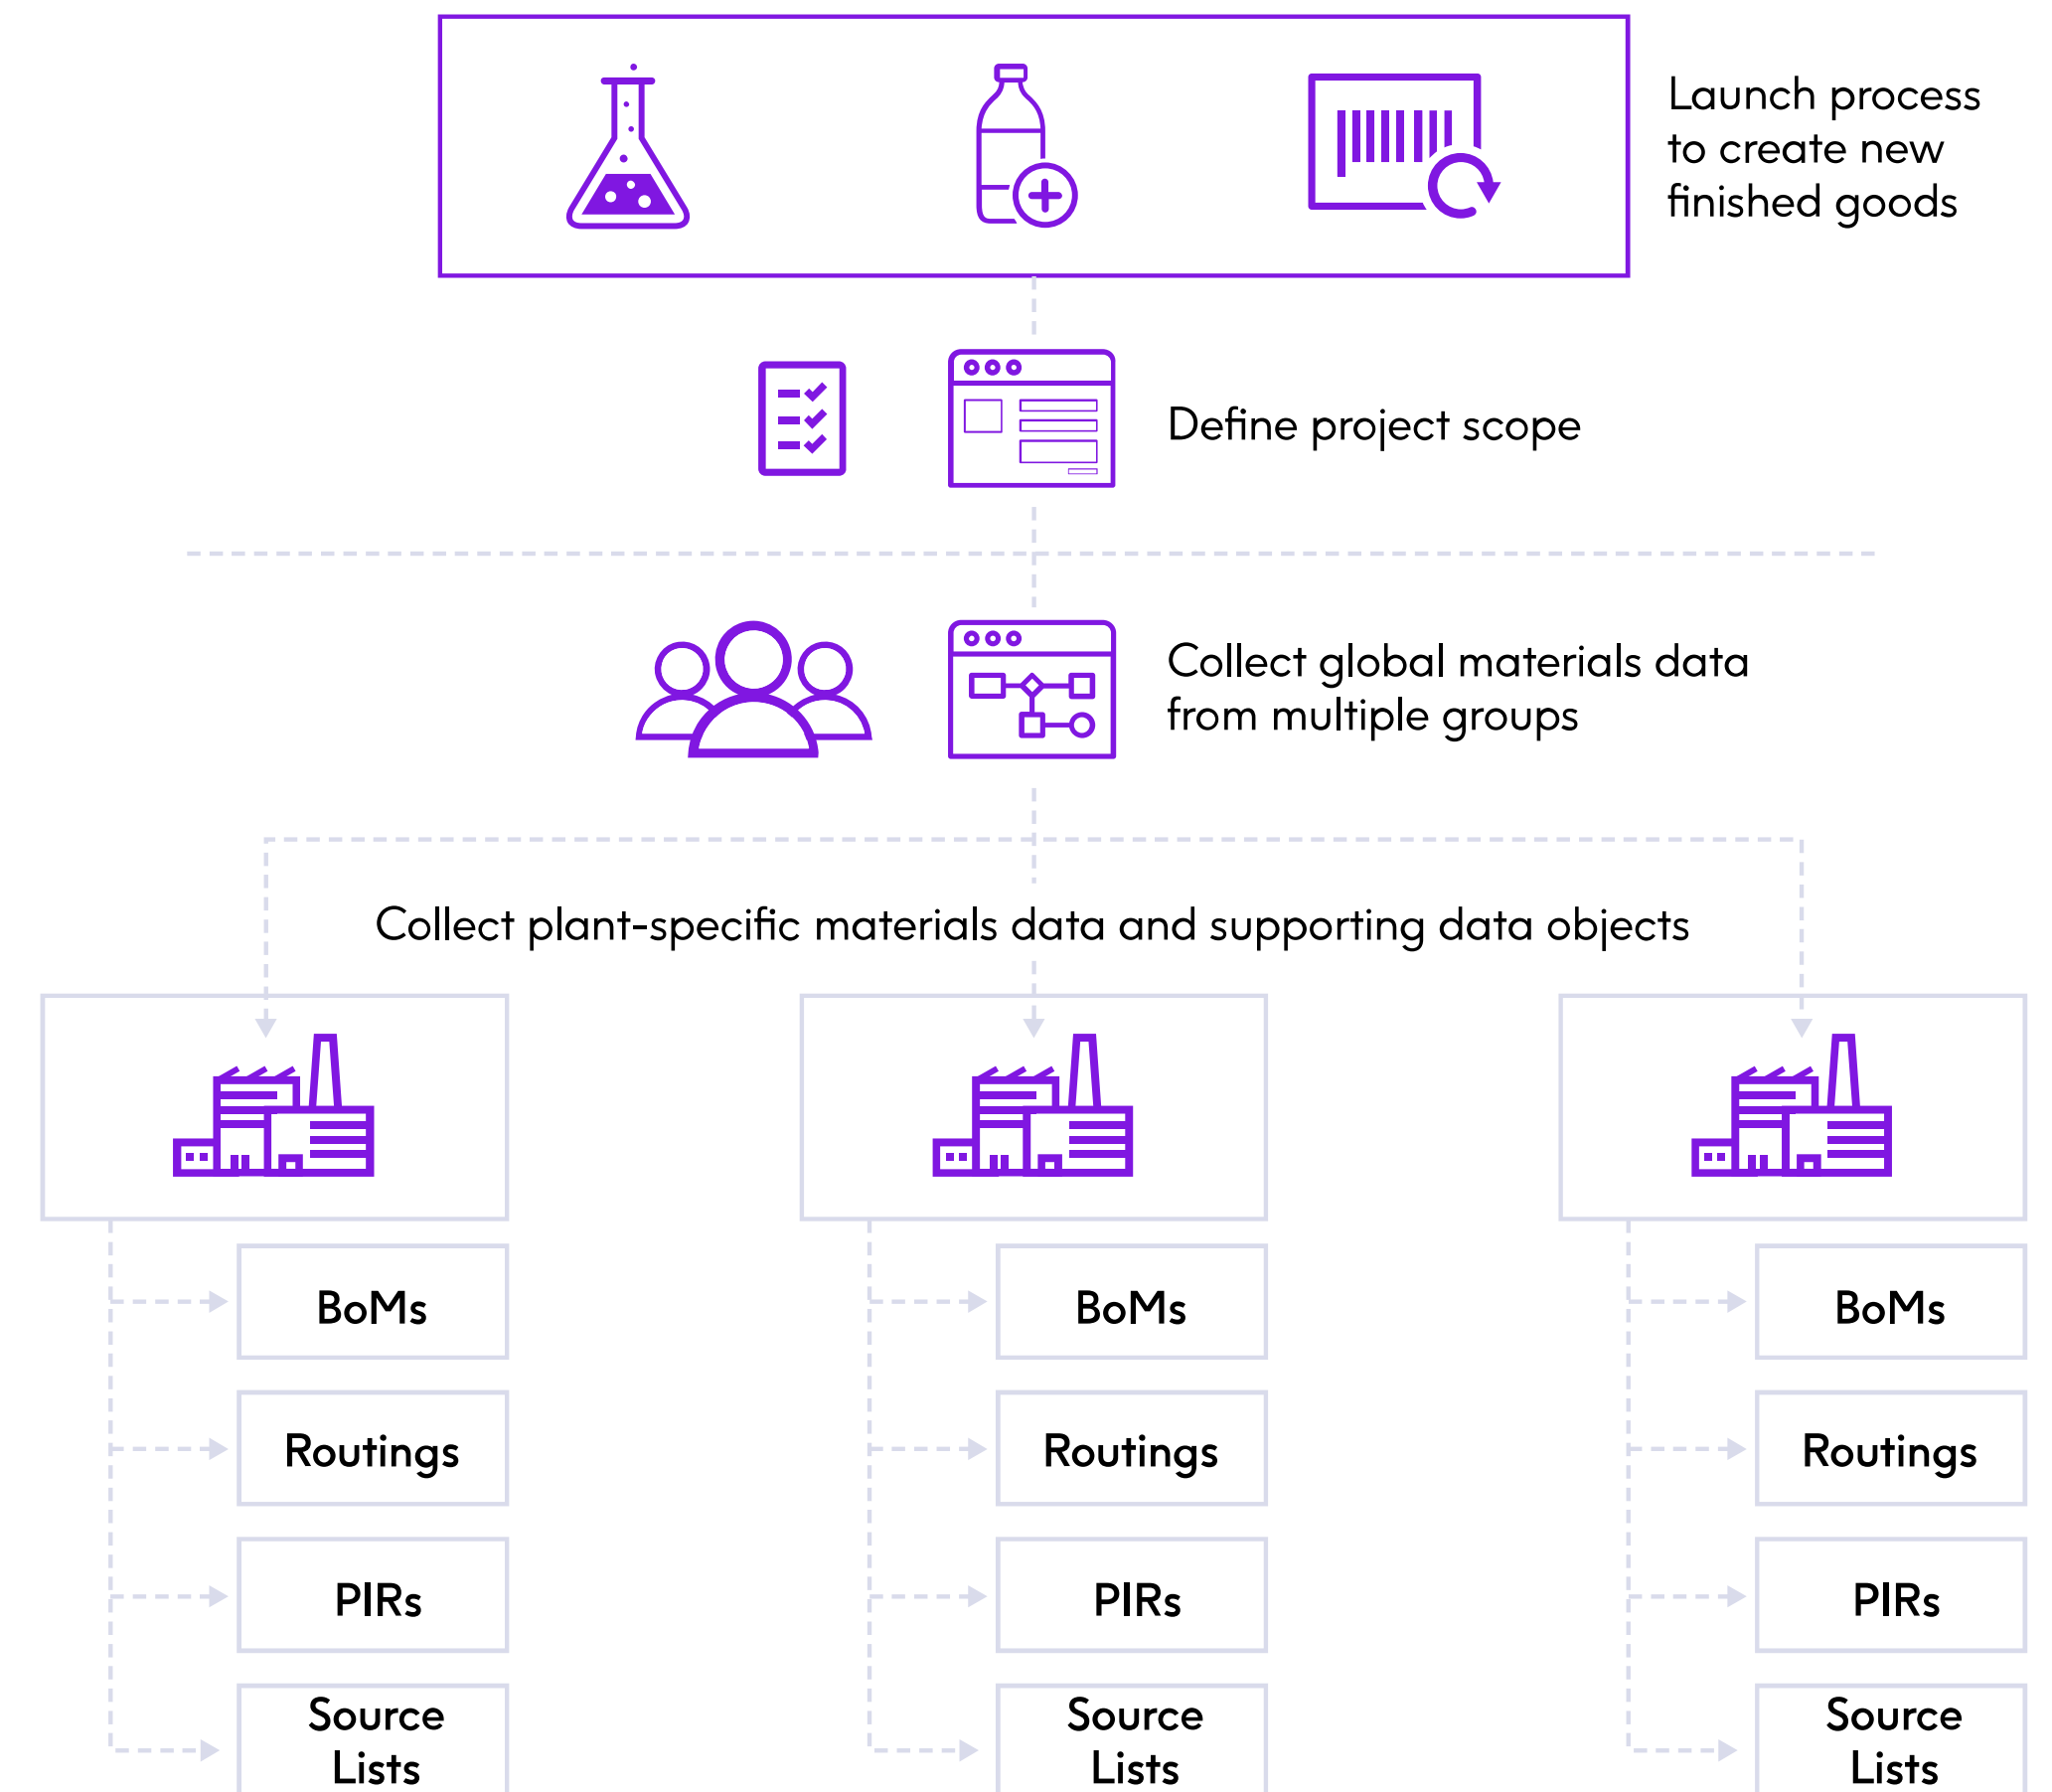 Launch process
to create new
finished goods
Define project scope
Collect global materials data
from multiple groups
Collect plant-specific materials data and supporting data objects
BoMs
Routings
PIRs
Source
Lists
BoMs
Routings
PIRs
Source
Lists
BoMs
Routings
PIRs
Source
Lists